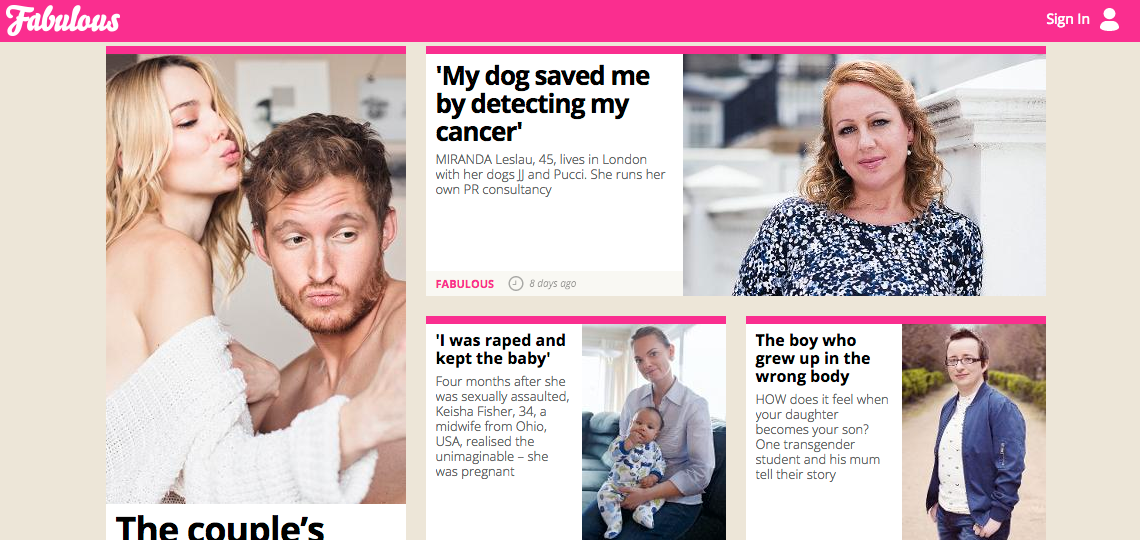 Fabulous
Sign In
'My dog saved me
by detecting my
cancer'
MIRANDA Leslau, 45, lives in London
with her dogs JJ and Pucci. She runs her
own PR consultancy
FABULOUS
8 days ago
'I was raped and
kept the baby'
Four months after she
was sexually assaulted,
Keisha Fisher, 34, a
midwife from Ohio,
USA, realised the
unimaginable – she
was pregnant
The boy who
grew up in the
wrong body
HOW does it feel when
your daughter
becomes your son?
One transgender
student and his mum
tell their story
The couple’s